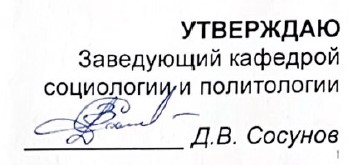 УТВЕРЖДАЮ
Заведующий кафедрой
социологии и политологии
Д.В. Сосунов